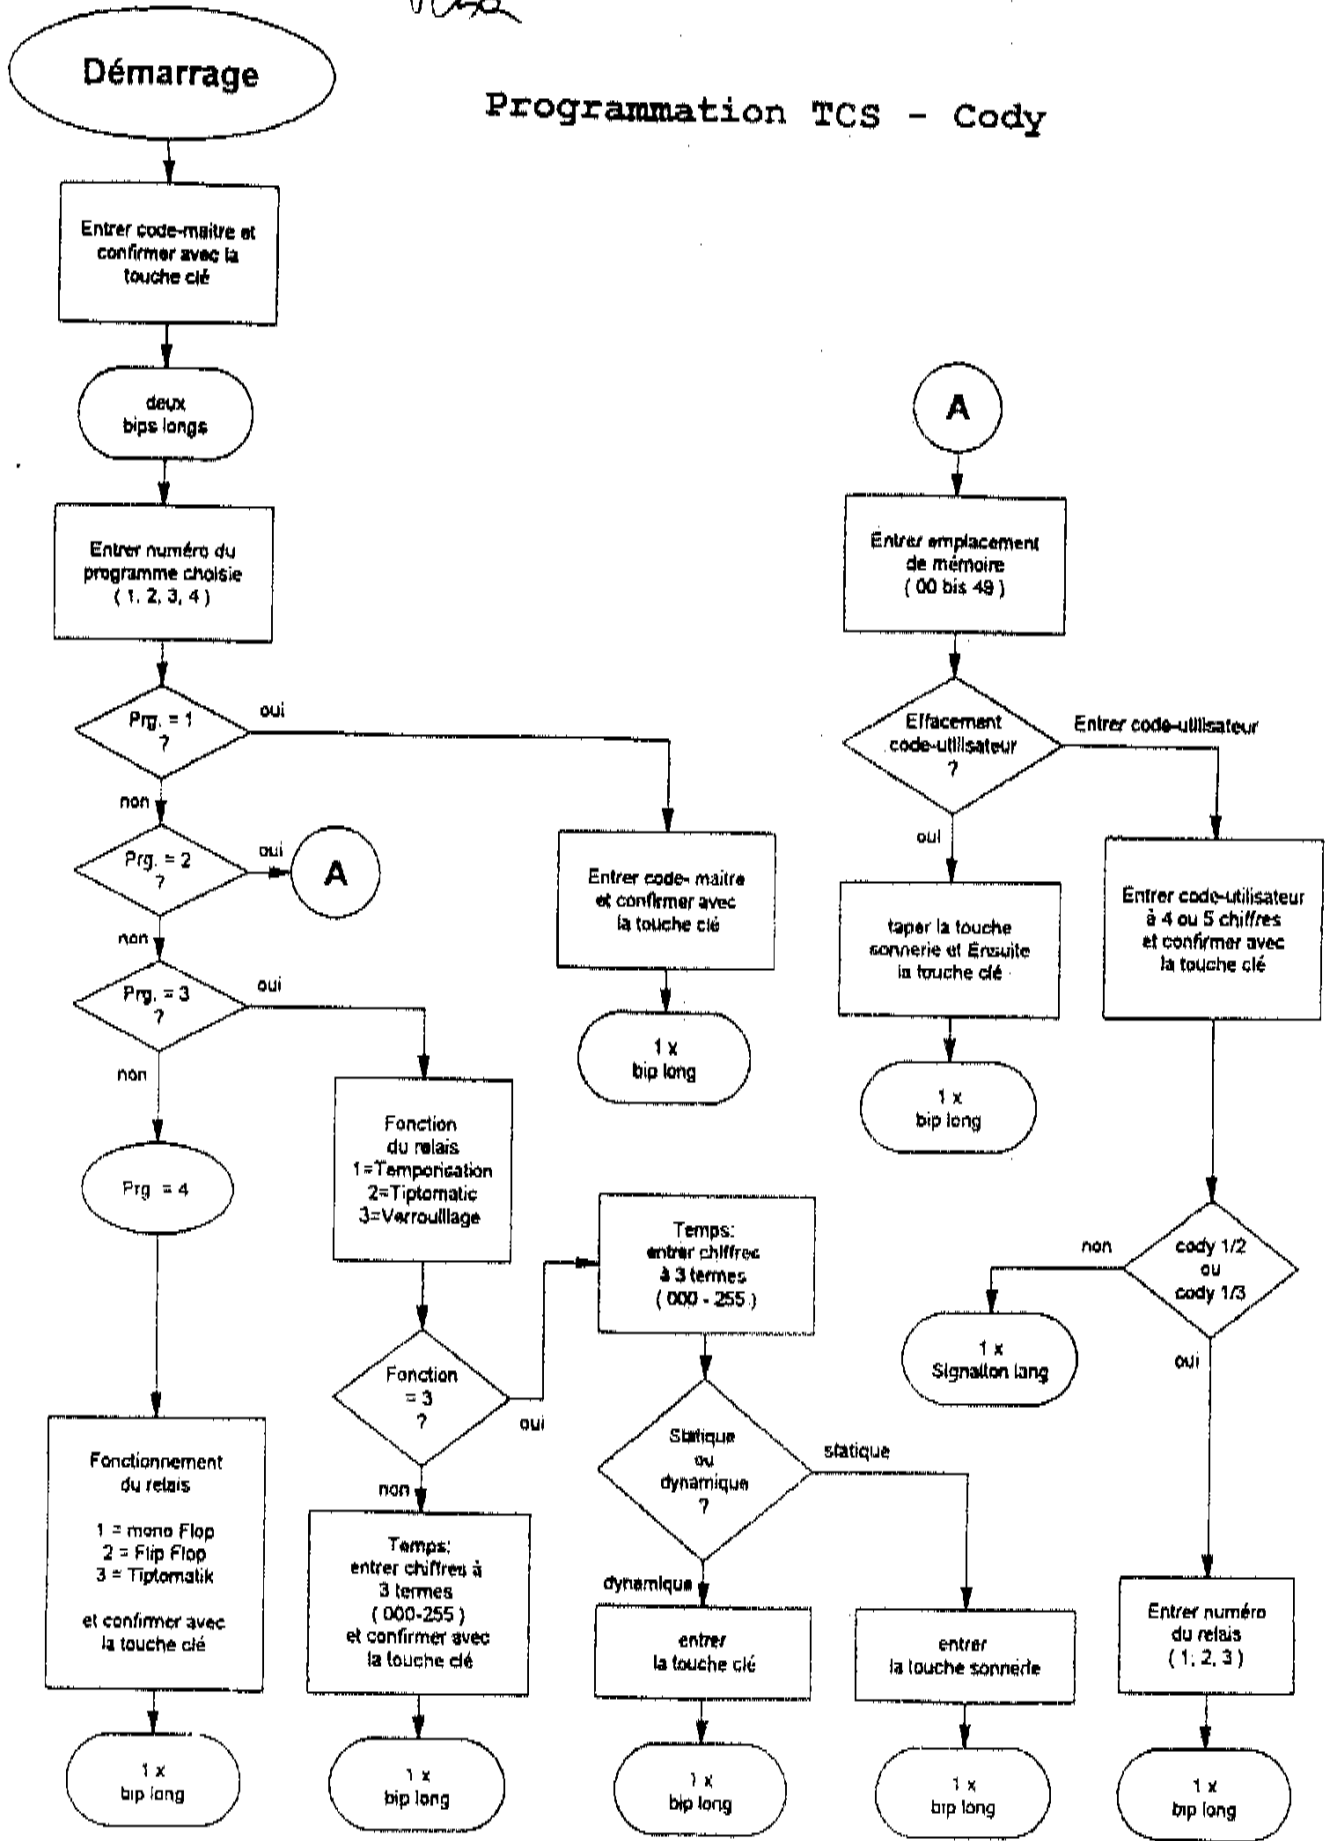 Programmation TCS - Cody
Démarrage
Entrer code-maitre et
confirmer avec la
touche clé
deux
bips longs
Entrer numéro du
programme choisie
( 1, 2, 3, 4 )
Prg. = 1
?
oui
non
Prg. = 2
?
oui
A
non
Prg. = 3
?
oui
non
Prg = 4
Fonctionnement
du relais
1 = mono Flop
2 = Flip Flop
3 = Tiptomatik
et confirmer avec
la touche clé
1 x
bip long
Entrer code- maitre
et confirmer avec
la touche clé
1 x
bip long
Fonction
du relais
1=Temporisation
2=Tiptomatic
3=Verrouillage
Fonction
= 3
?
oui
non
Temps:
entrer chiffres à
3 termes
( 000-255 )
et confirmer avec
la touche clé
1 x
bip long
Temps:
entrer chiffres
à 3 termes
( 000 - 255 )
Statique
ou
dynamique
?
statique
dynamique
entrer
la touche clé
1 x
bip long
entrer
la touche sonnerie
1 x
bip long
A
Entrer emplacement
de mémoire
( 00 bis 49 )
Effacement
code-utilisateur
?
Entrer code-utilisateur
oui
taper la touche
sonnerie et Ensuite
la touche clé
1 x
bip long
Entrer code-utilisateur
à 4 ou 5 chiffres
et confirmer avec
la touche clé
cody 1/2
ou
cody 1/3
non
1 x
Signalton lang
oui
Entrer numéro
du relais
( 1, 2, 3 )
1 x
bip long